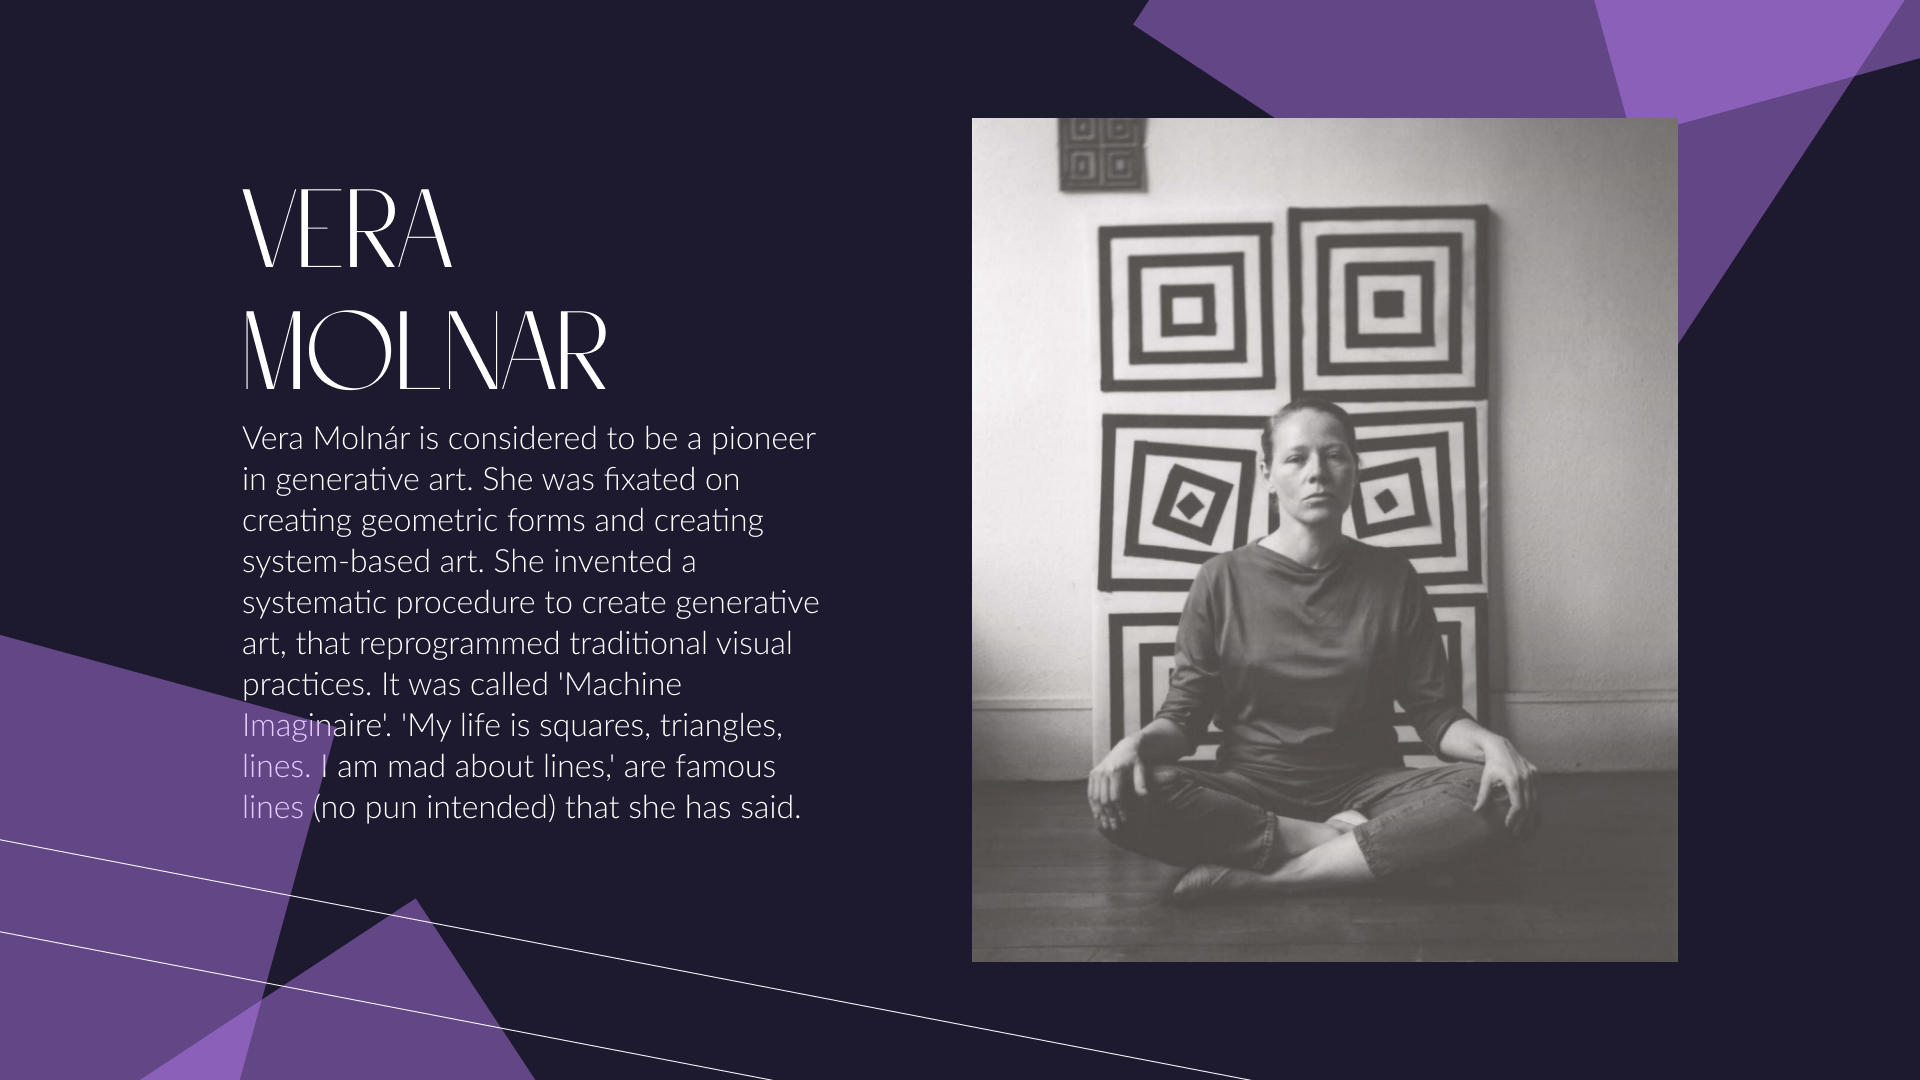 VERA
MOLNAR
Vera Molnár is considered to be a pioneer
in generative art. She was fixated on
creating geometric forms and creating
system-based art. She invented a
systematic procedure to create generative
art, that reprogrammed traditional visual
practices. It was called 'Machine
Imaginaire'. 'My life is squares, triangles,
lines. I am mad about lines,' are famous
lines (no pun intended) that she has said.